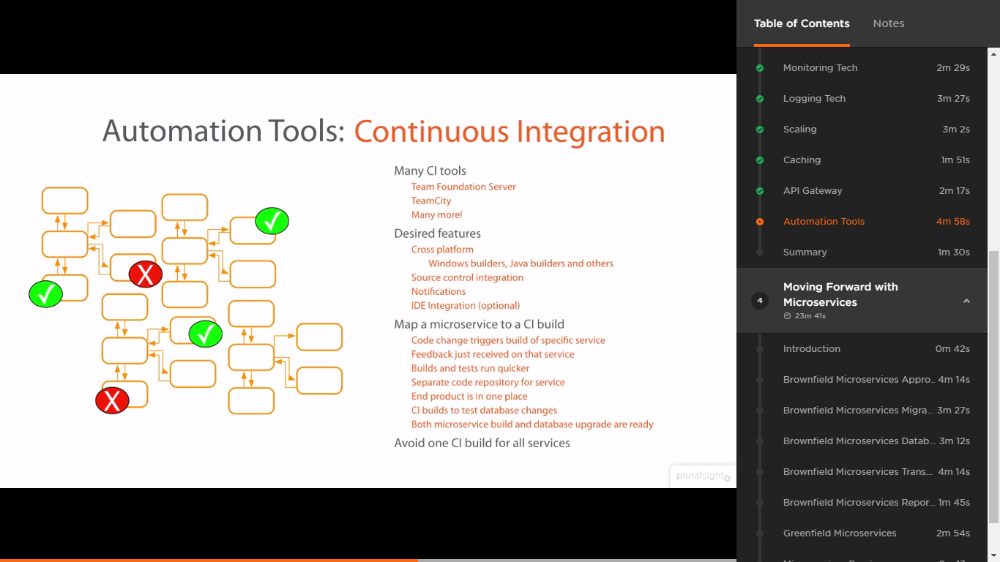 Automation Tools: Continuous Integration
Many CI tools
Team Foundation Server
TeamCity
Many more!
Desired features
Cross platform
Windows builders, Java builders and others
Source control integration
Notifications
IDE Integration (optional)
Map a microservice to a CI build
Code change triggers build of specific service
Feedback just received on that service
Builds and tests run quicker
Separate code repository for service
End product is in one place
CI builds to test database changes
Both microservice build and database upgrade are ready
Avoid one CI build for all services
X
X
pluralsight
Table of Contents Notes
Monitoring Tech 2m 29s
Logging Tech 3m 27s
Scaling 3m 2s
Caching 1m 51s
API Gateway 2m 17s
Automation Tools 4m 58s
Summary 1m 30s
4 Moving Forward with
Microservices
23m 41s
Introduction 0m 42s
Brownfield Microservices Appro.. 4m 14s
Brownfield Microservices Migra... 3m 27s
Brownfield Microservices Datab... 3m 12s
Brownfield Microservices Trans... 4m 14s
Brownfield Microservices Repor... 1m 45s
Greenfield Microservices 2m 54s